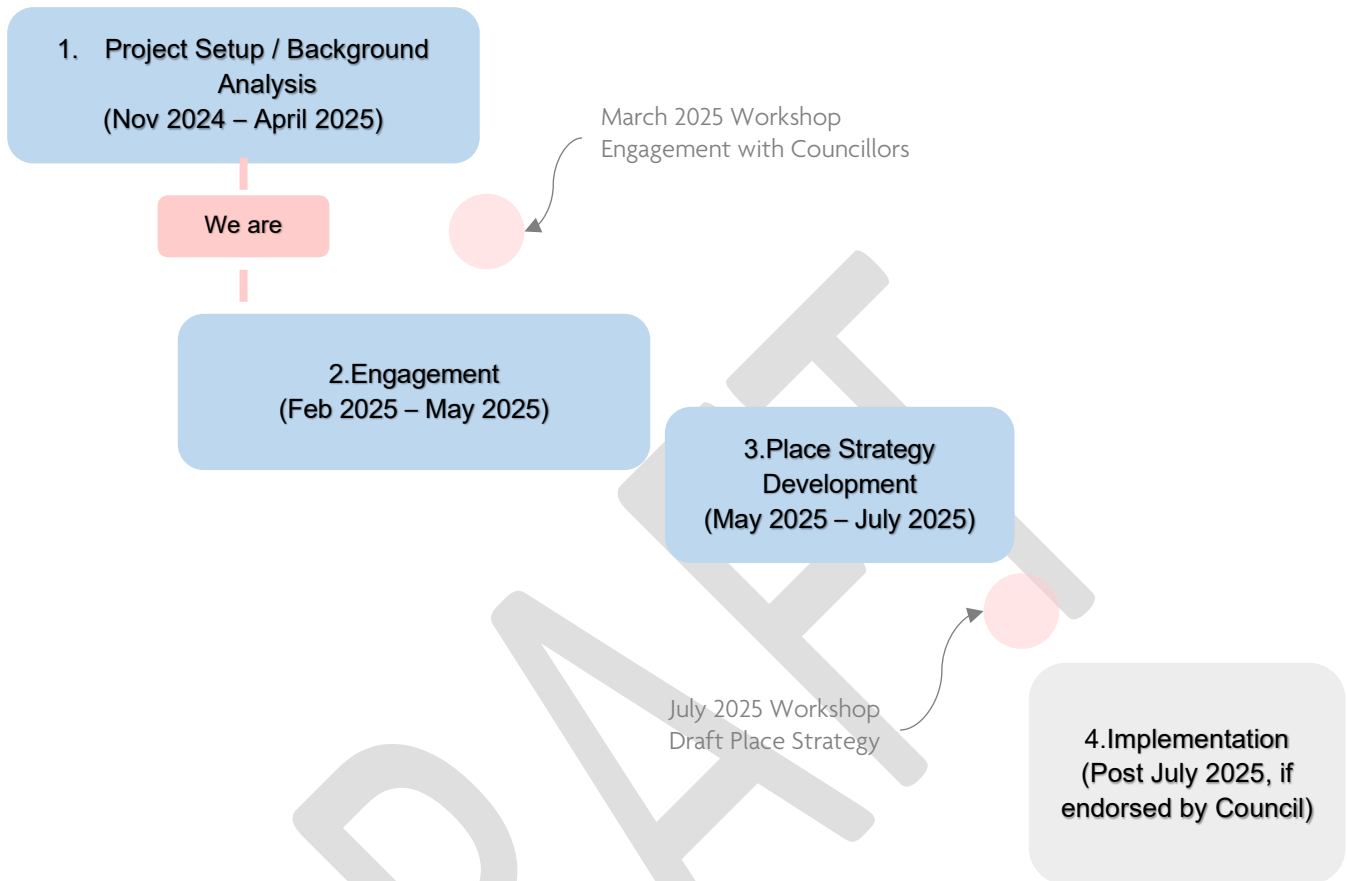 1. Project Setup / Background
Analysis
(Nov 2024 – April 2025)
March 2025 Workshop
Engagement with Councillors
We are
2.Engagement
(Feb 2025 – May 2025)
3.Place Strategy
Development
(May 2025 – July 2025)
July 2025 Workshop
Draft Place Strategy
4.Implementation
(Post July 2025, if
endorsed by Council)
DRAFT